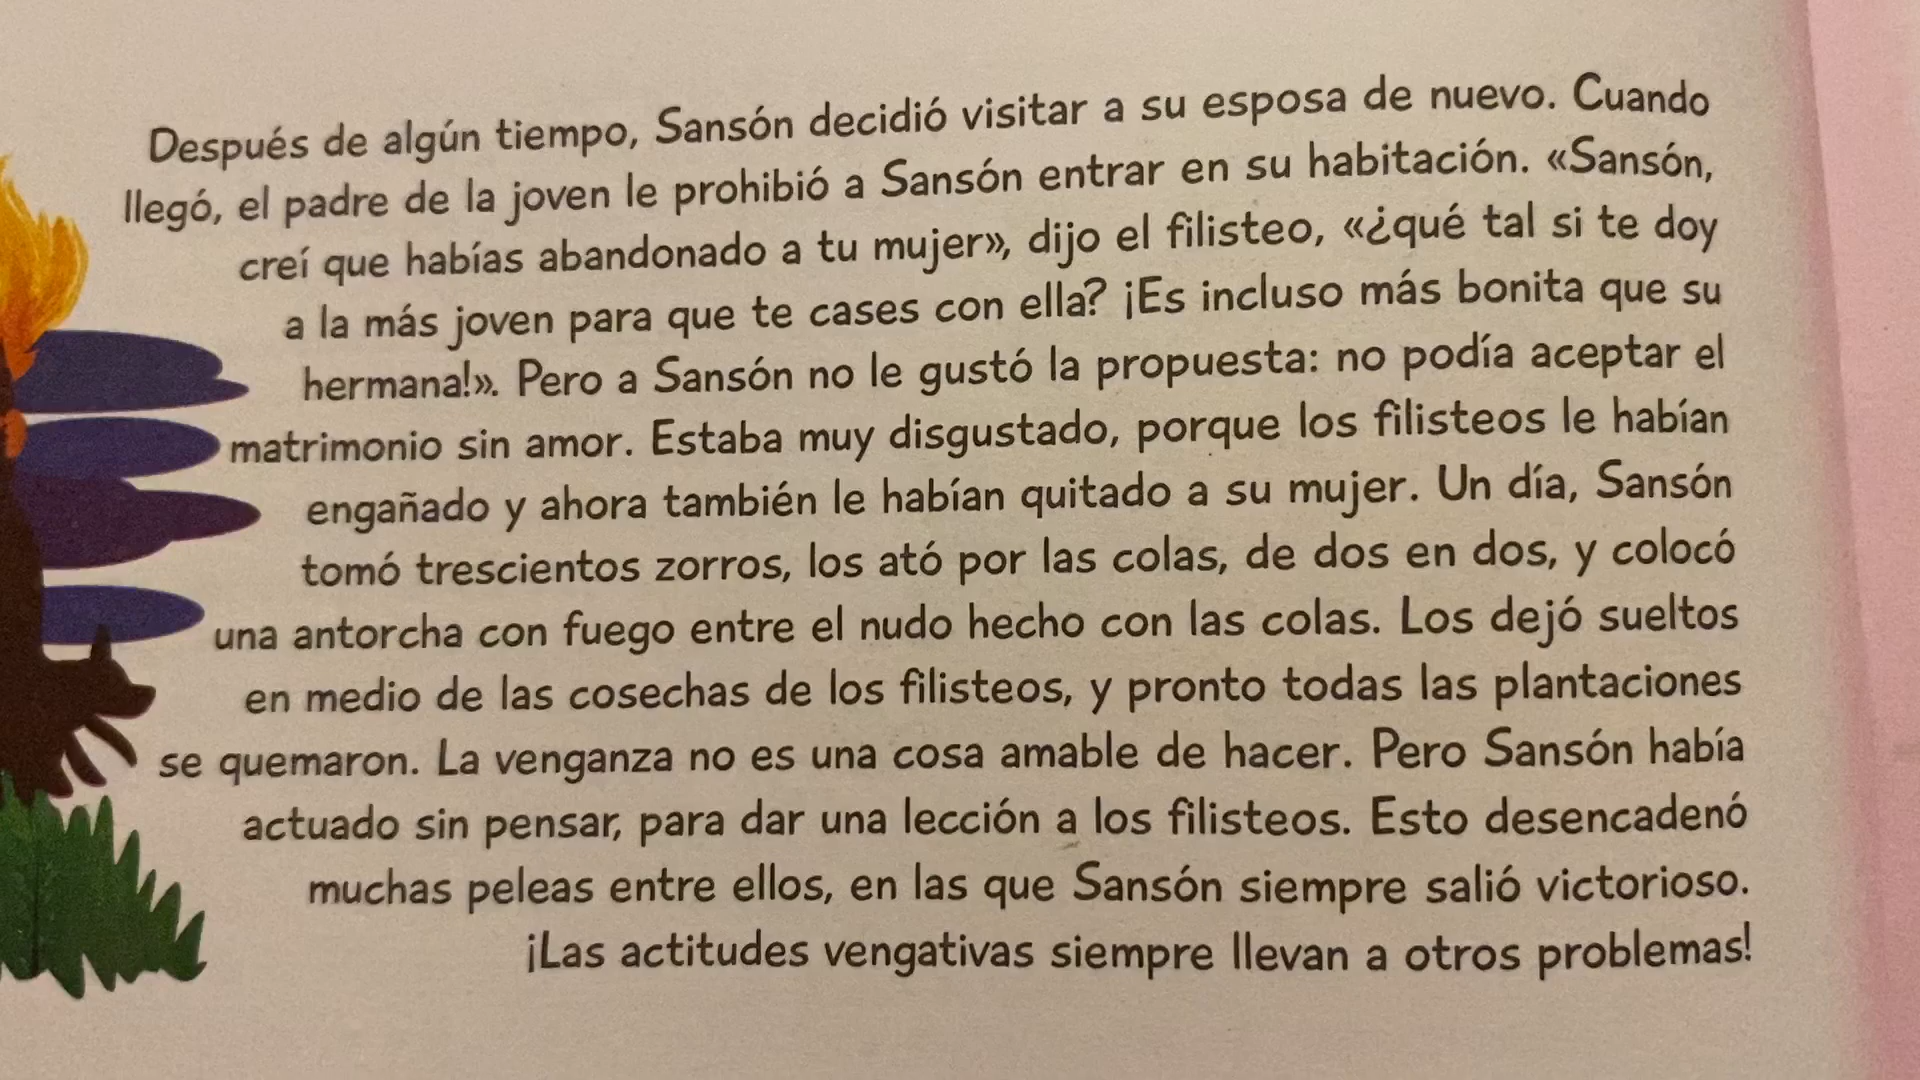 Después de algún tiempo, Sansón decidió visitar a su esposa de nuevo. Cuando
llegó, el padre de la joven le prohibió a Sansón entrar en su habitación. «Sansón,
creí que habías abandonado a tu mujer», dijo el filisteo, «¿qué tal si te doy
a la más joven para que te cases con ella? ¡Es incluso más bonita que su
hermana!». Pero a Sansón no le gustó la propuesta: no podía aceptar el
matrimonio sin amor. Estaba muy disgustado, porque los filisteos le habían
engañado y ahora también le habían quitado a su mujer. Un día, Sansón
tomó trescientos zorros, los ató por las colas, de dos en dos, y colocó
una antorcha con fuego entre el nudo hecho con las colas. Los dejó sueltos
en medio de las cosechas de los filisteos, y pronto todas las plantaciones
se quemaron. La venganza no es una cosa amable de hacer. Pero Sansón había
actuado sin pensar, para dar una lección a los filisteos. Esto desencadenó
muchas peleas entre ellos, en las que Sansón siempre salió victorioso.
¡Las actitudes vengativas siempre llevan a otros problemas!